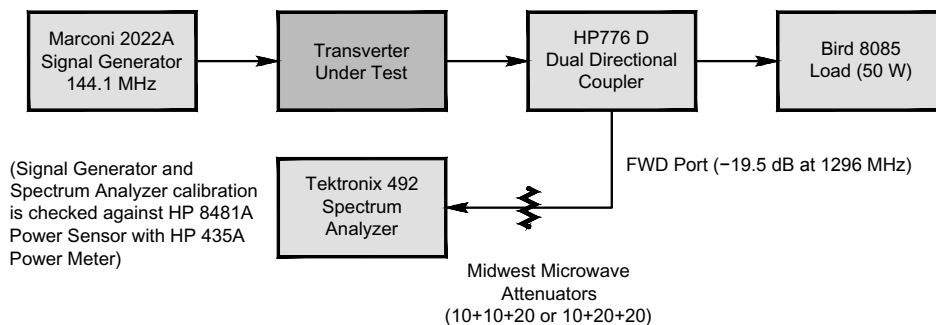 Marconi 2022A
Signal Generator
144.1 MHz
Transverter
Under Test
HP776 D
Dual Directional
Coupler
Bird 8085
Load (50 W)
FWD Port (−19.5 dB at 1296 MHz)
(Signal Generator and
Spectrum Analyzer calibration
is checked against HP 8481A
Power Sensor with HP 435A
Power Meter)
Tektronix 492
Spectrum
Analyzer
Midwest Microwave
Attenuators
(10+10+20 or 10+20+20)